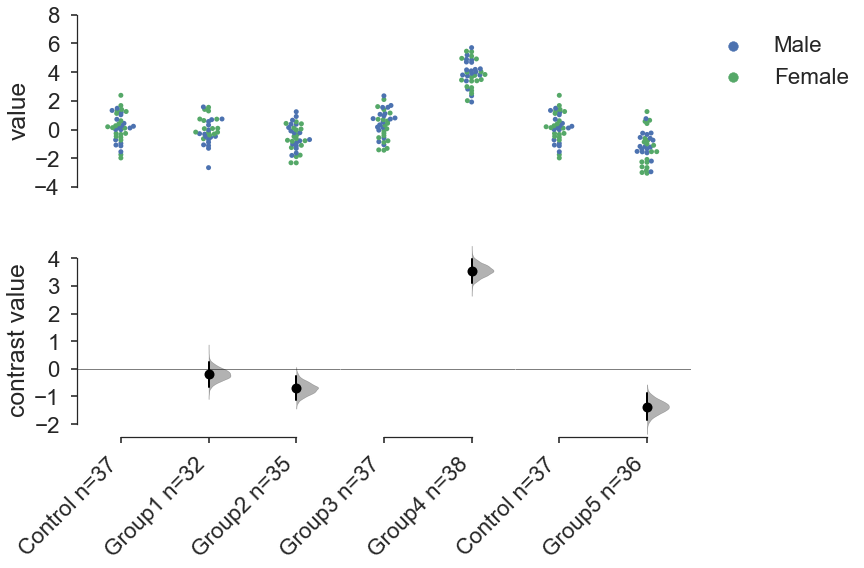 8
6
4
2
0
−2
−4
value
Male
Female
4
3
2
1
0
−1
−2
contrast value
Control n=37
Group1 n=32
Group2 n=35
Group3 n=37
Group4 n=38
Control n=37
Group5 n=36